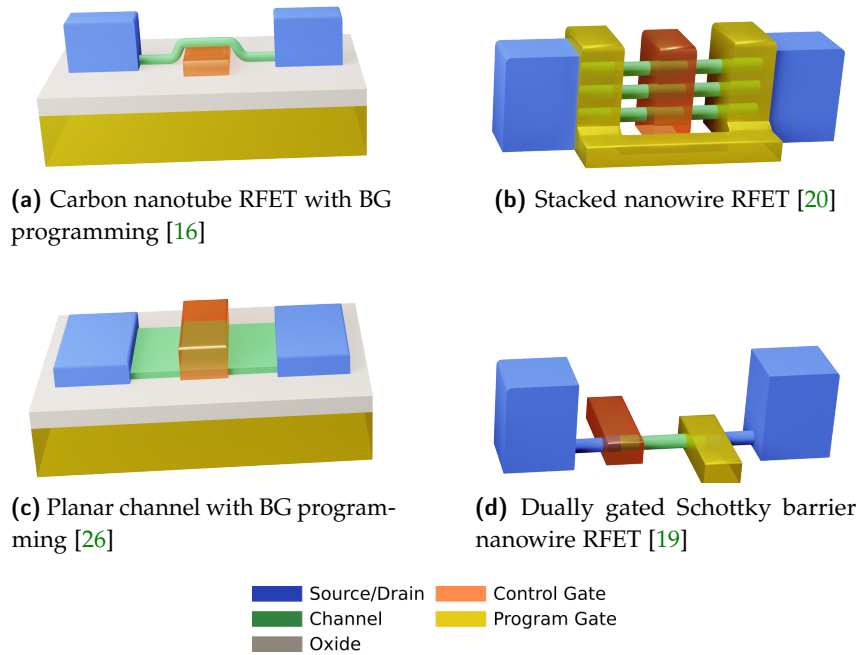 (a) Carbon nanotube RFET with BG
programming [16]
(b) Stacked nanowire RFET [20]
(c) Planar channel with BG program-
ming [26]
(d) Dually gated Schottky barrier
nanowire RFET [19]
Source/Drain
Channel
Oxide
Control Gate
Program Gate